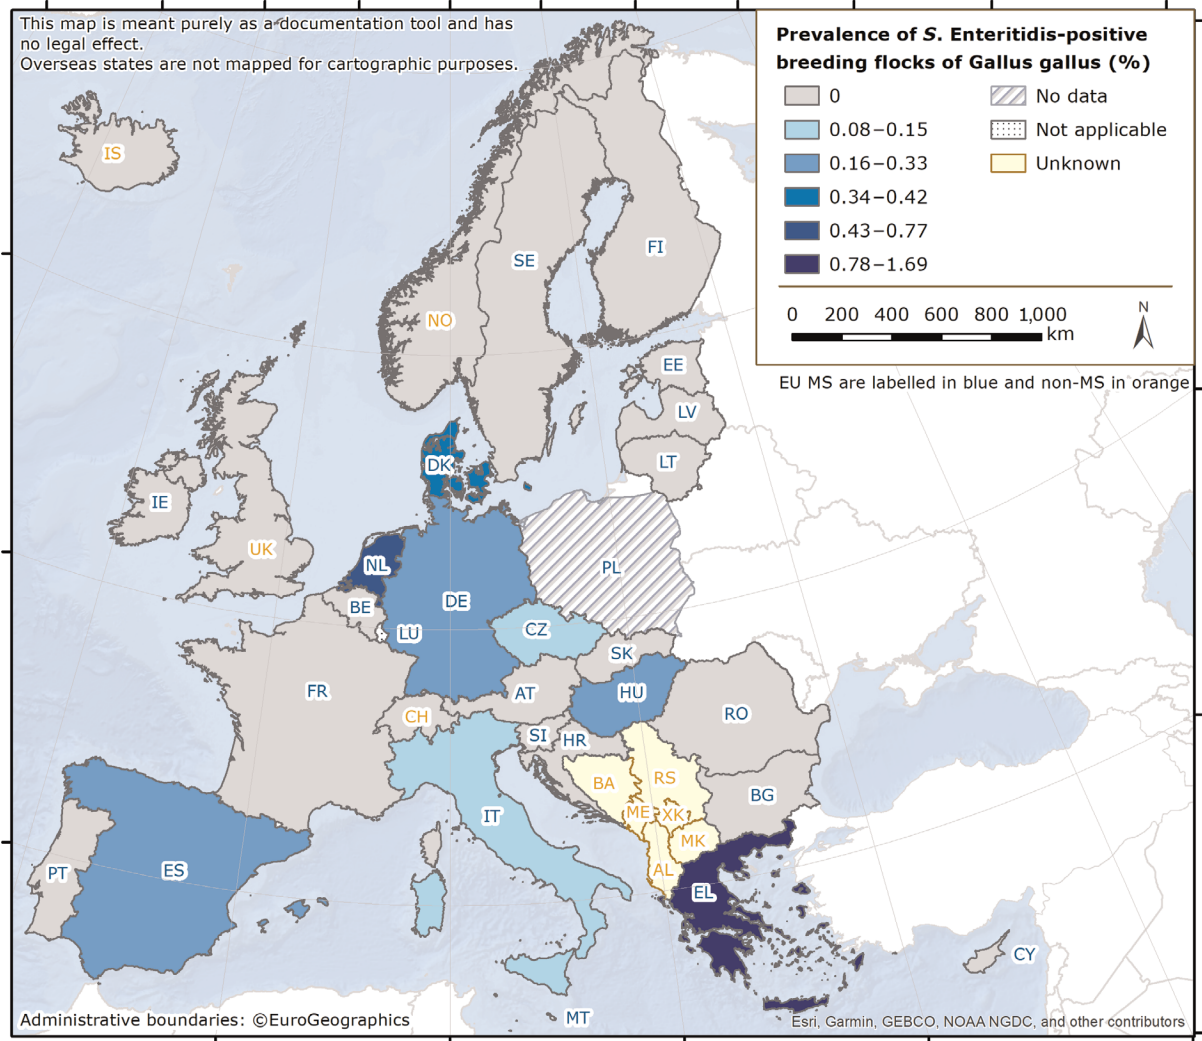 This map is meant purely as a documentation tool and has
no legal effect.
Overseas states are not mapped for cartographic purposes.
Prevalence of S. Enteritidis-positive
breeding flocks of Gallus gallus (%)
0
0.08–0.15
0.16–0.33
0.34–0.42
0.43–0.77
0.78–1.69
No data
Not applicable
Unknown
0 200 400 600 800 1,000
km
N
EU MS are labelled in blue and non-MS in orange
IS
FI
SE
NO
EE
LV
LT
DK
IE
UK
NL
PL
BE
DE
LU
CZ
SK
FR
AT
HU
CH
RO
SI
HR
BA
RS
BG
IT
ME
XK
MK
PT
ES
AL
EL
CY
MT
Administrative boundaries: ©EuroGeographics
Esri, Garmin, GEBCO, NOAA NGDC, and other contributors